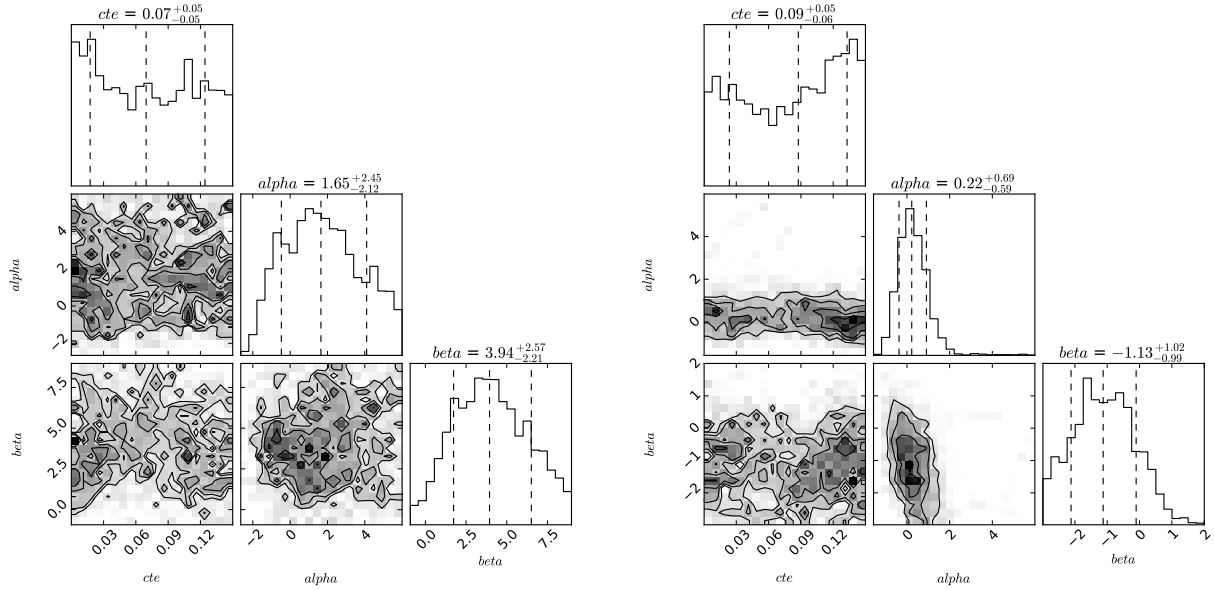 cte = 0.07 +0.05 −0.05
alpha = 1.65 +2.45 −2.12
beta = 3.94 +2.57 −2.21
alpha
4
2
0
−2
beta
7.5
5.0
2.5
0.0
0.03 0.06 0.09 0.12
cte
−2 0 2 4
alpha
0.0 2.5 5.0 7.5
beta
cte = 0.09 +0.05 −0.06
alpha = 0.22 +0.69 −0.59
beta = −1.13 +1.02 −0.99
alpha
4
2
0
beta
2
1
0
−1
−2
0.03 0.06 0.09 0.12
cte
0 2 4
alpha
−2 −1 0 1 2
beta